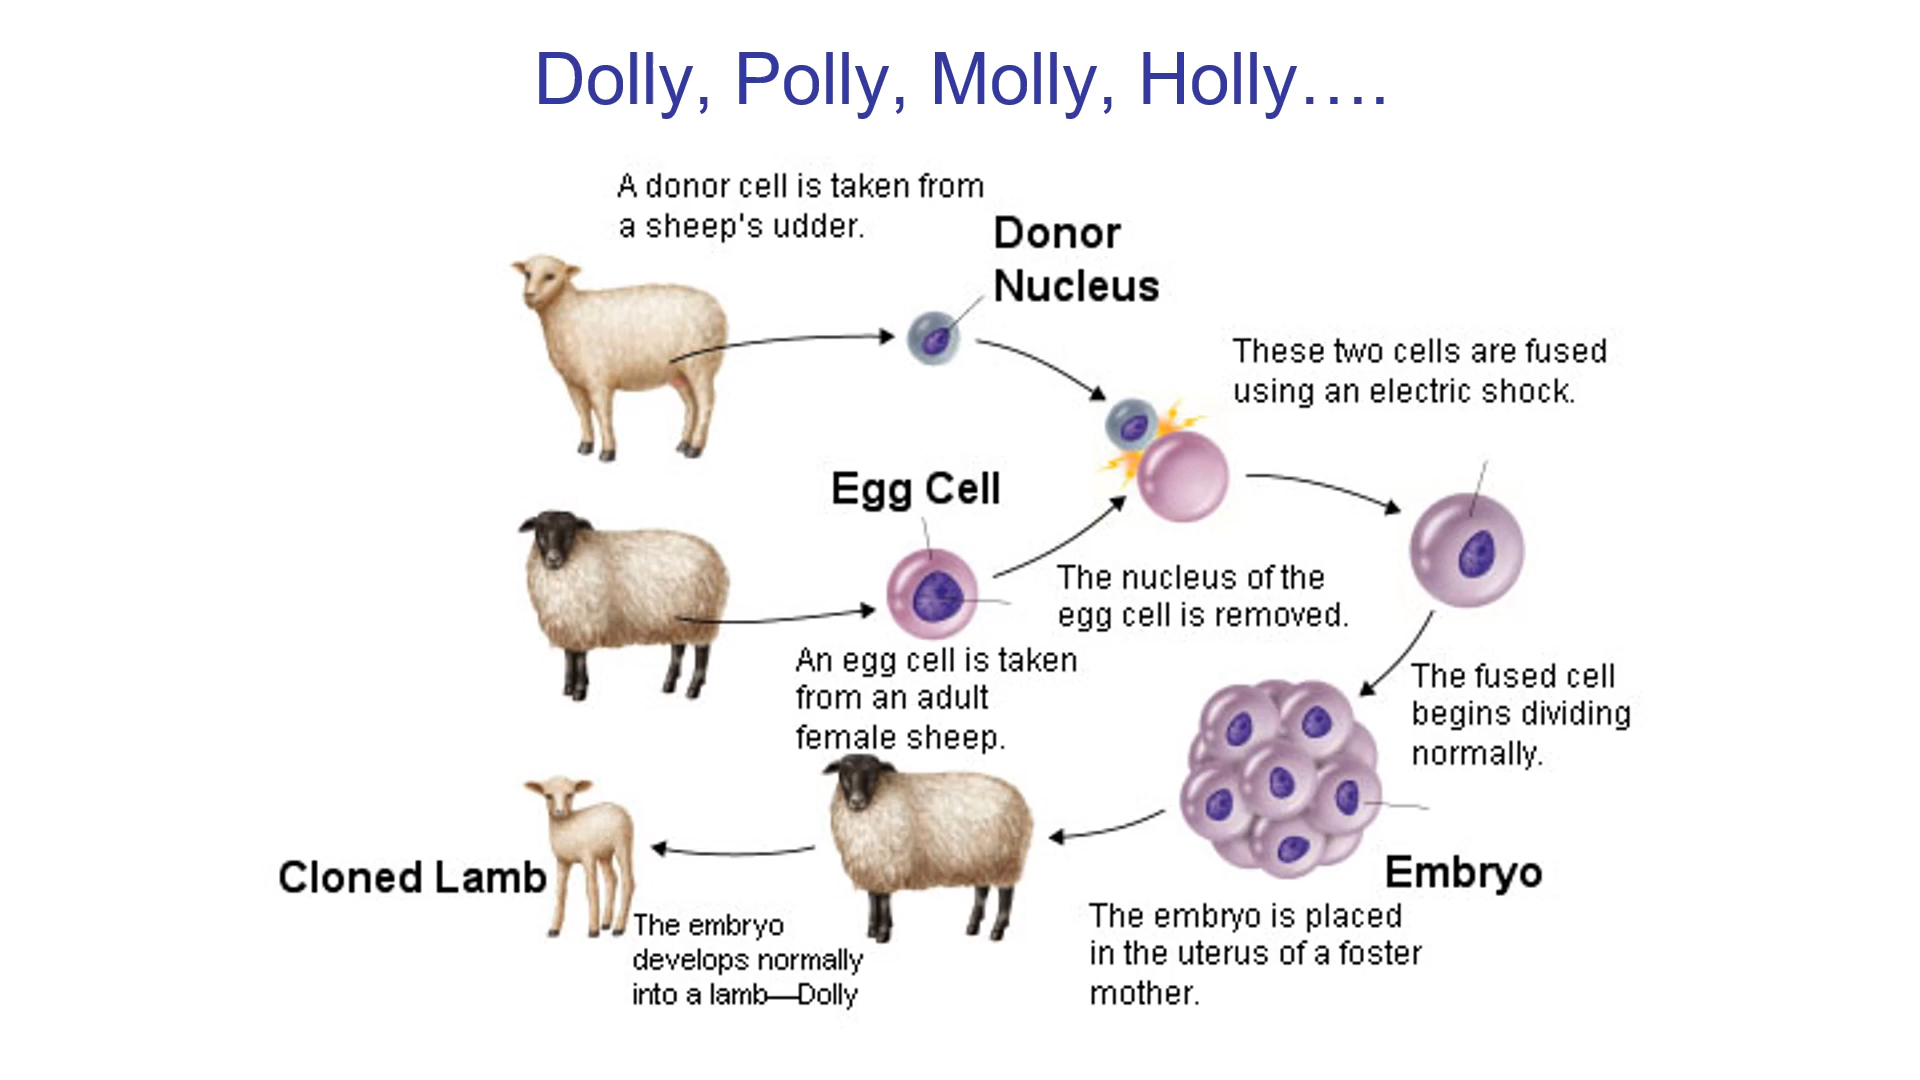 Dolly, Polly, Molly, Holly….
A donor cell is taken from
a sheep's udder.
Donor
Nucleus
These two cells are fused
using an electric shock.
Egg Cell
The nucleus of the
egg cell is removed.
An egg cell is taken
from an adult
female sheep.
The fused cell
begins dividing
normally.
Embryo
The embryo is placed
in the uterus of a foster
mother.
Cloned Lamb
The embryo
develops normally
into a lamb—Dolly